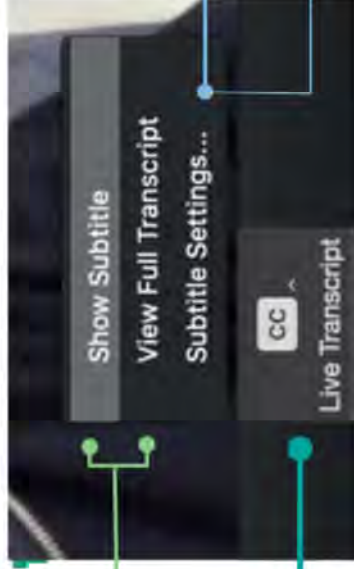 Show Subtitle
View Full Transcript
Subtitle Settings...
CC
Live Transcript